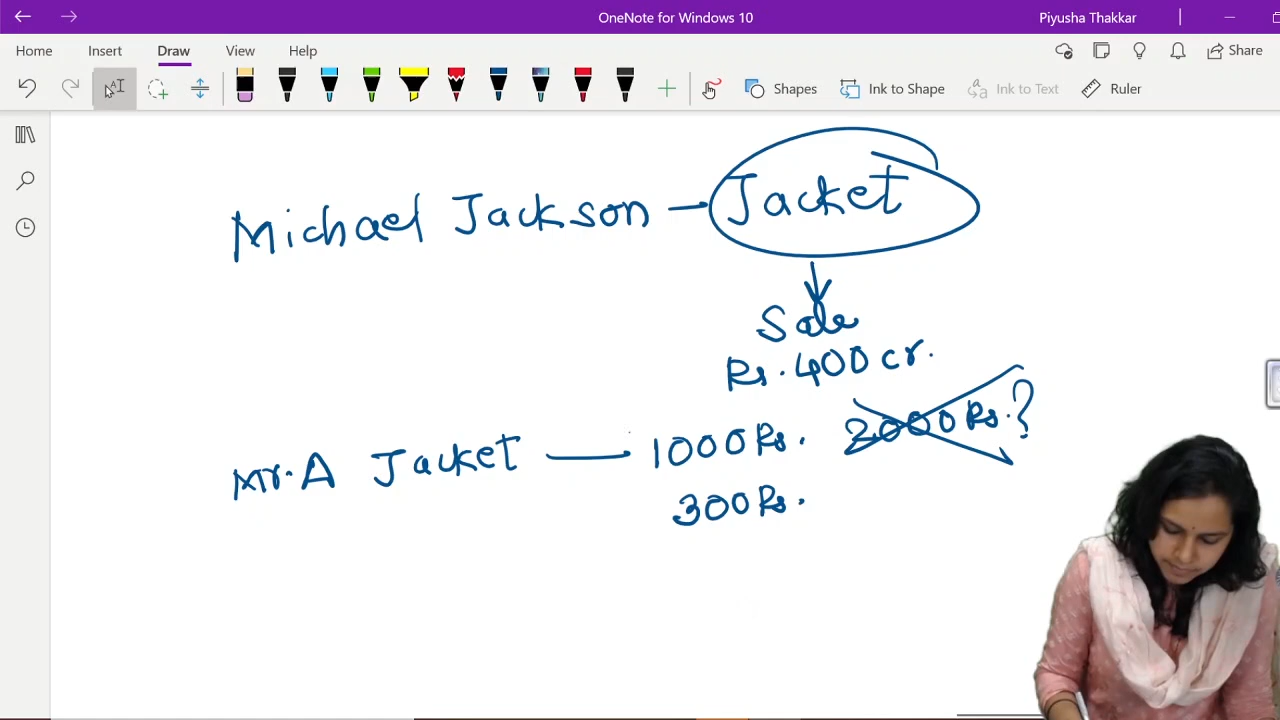 OneNote for Windows 10
Piyusha Thakkar
Home Insert Draw View Help
Share
Shapes Ink to Shape Ink to Text Ruler
Michael Jackson - Jacket
Sale
Rs. 400 cr.
Mr. A Jacket — 1000 Rs. 2000 Rs. ?
300 Rs.